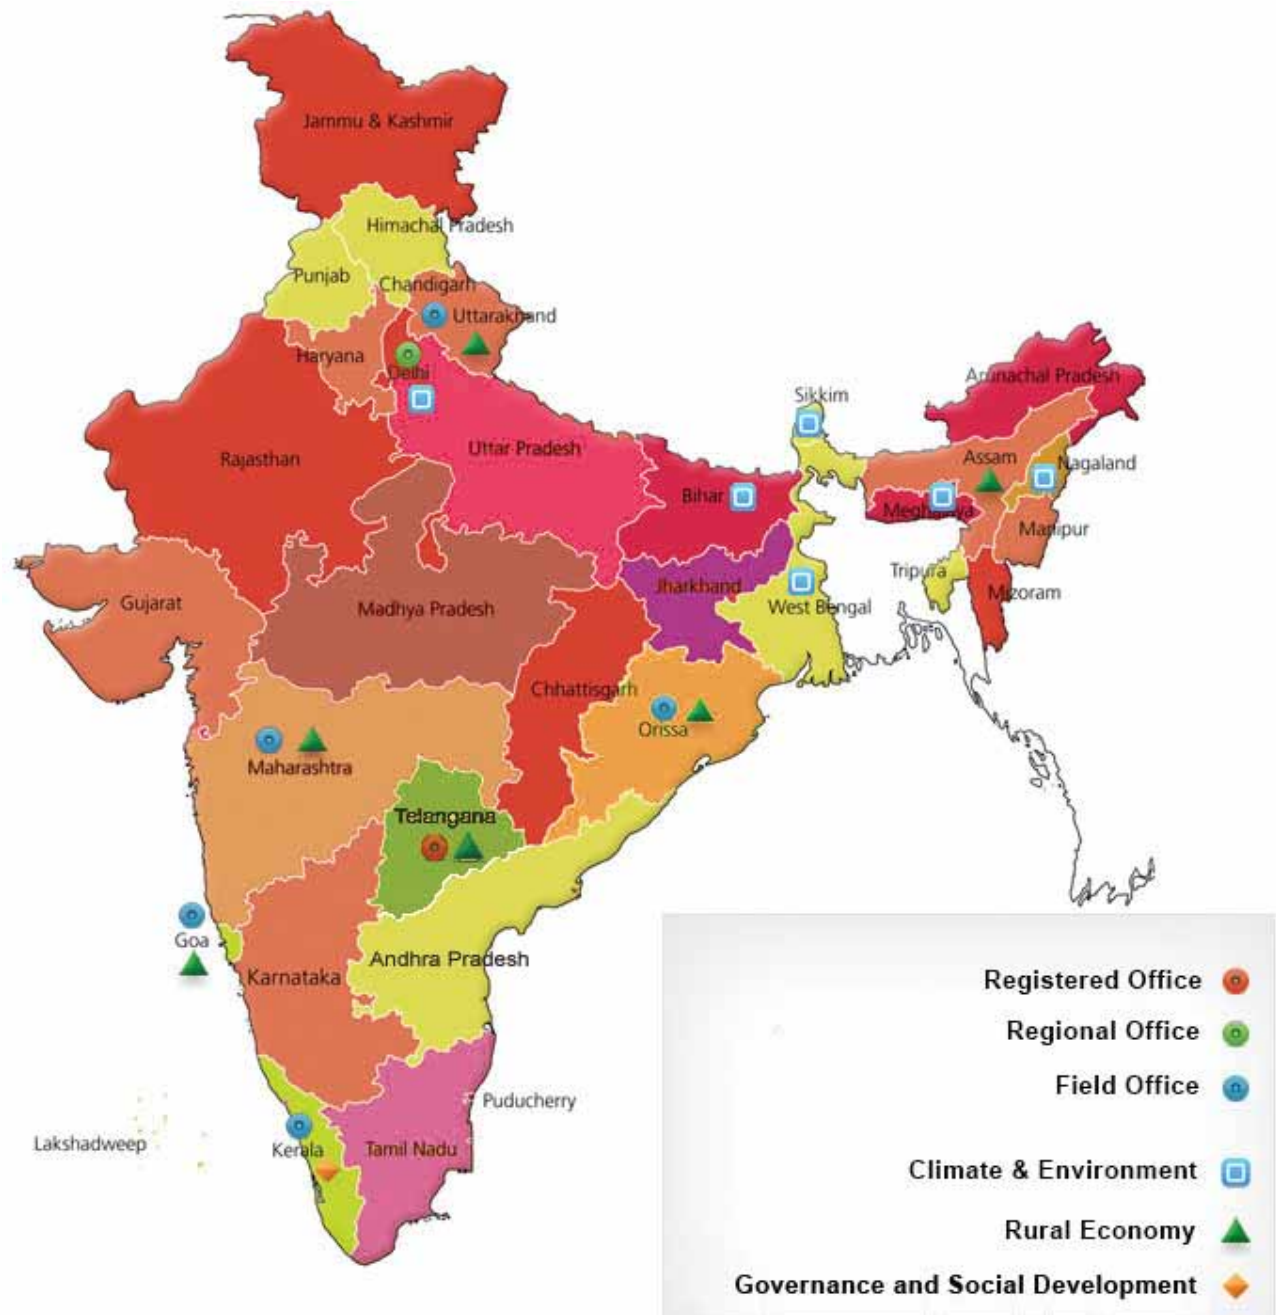 Jammu & Kashmir
Himachal Pradesh
Punjab
Chandigarh
Uttarakhand
Haryana
Delhi
Arunachal Pradesh
Sikkim
Rajasthan
Uttar Pradesh
Assam
Nagaland
Bihar
Meghalaya
Manipur
Tripura
Jharkhand
Mizoram
Gujarat
Madhya Pradesh
West Bengal
Chhattisgarh
Orissa
Maharashtra
Telangana
Goa
Andhra Pradesh
Karnataka
Registered Office
Regional Office
Field Office
Puducherry
Lakshadweep
Kerala
Tamil Nadu
Climate & Environment
Rural Economy
Governance and Social Development